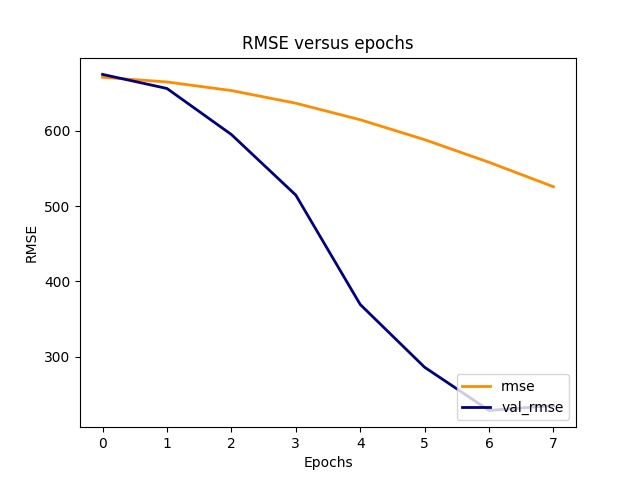 RMSE versus epochs
RMSE
600
500
400
300
0 1 2 3 4 5 6 7
Epochs
rmse
val_rmse